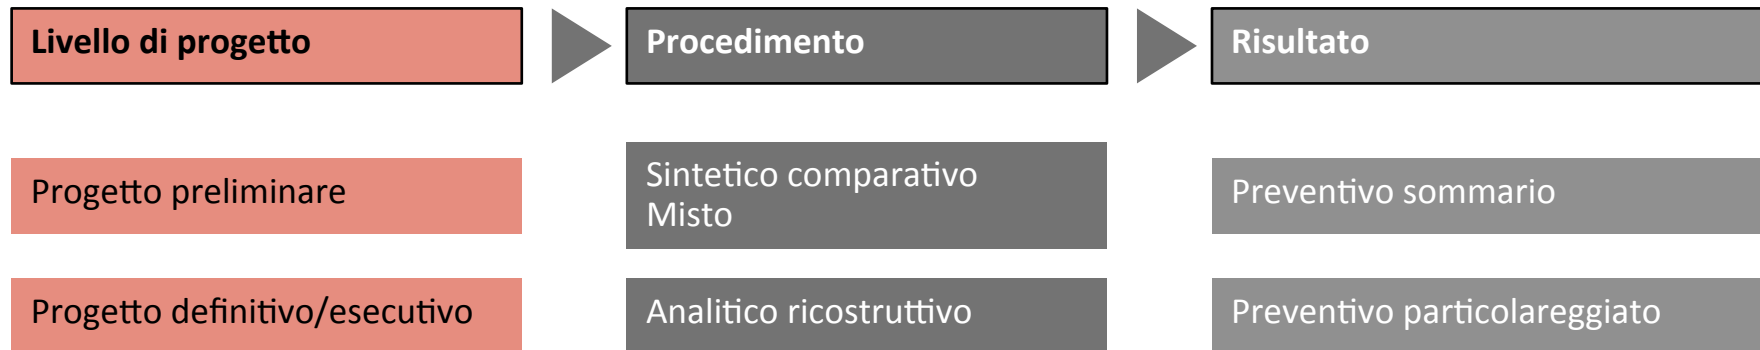 Livello di progetto
Procedimento
Risultato
Progetto preliminare
Sintetico comparativo
Misto
Preventivo sommario
Progetto definitivo/esecutivo
Analitico ricostruttivo
Preventivo particolareggiato